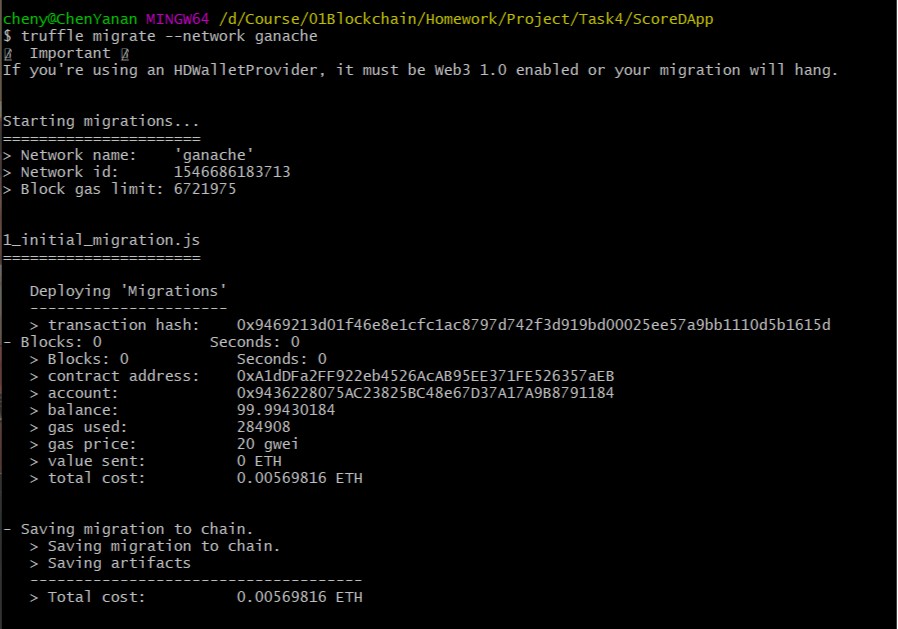 cheny@ChenYanan MINGW64 /d/Course/01Blockchain/Homework/Project/Task4/ScoreDApp
$ truffle migrate --network ganache
Important
If you're using an HDWalletProvider, it must be Web3 1.0 enabled or your migration will hang.
Starting migrations...
======================
> Network name:    'ganache'
> Network id:      1546686183713
> Block gas limit: 6721975
1_initial_migration.js
======================
Deploying 'Migrations'
----------------------
> transaction hash:    0x9469213d01f46e8e1cfc1ac8797d742f3d919bd00025ee57a9bb1110d5b1615d
- Blocks: 0            Seconds: 0
> Blocks: 0            Seconds: 0
> contract address:    0xA1dDFa2FF922eb4526AcAB95EE371FE526357aEB
> account:             0x9436228075AC23825BC48e67D37A17A9B8791184
> balance:             99.99430184
> gas used:            284908
> gas price:           20 gwei
> value sent:          0 ETH
> total cost:          0.00569816 ETH
- Saving migration to chain.
> Saving migration to chain.
> Saving artifacts
-------------------------------------
> Total cost:          0.00569816 ETH